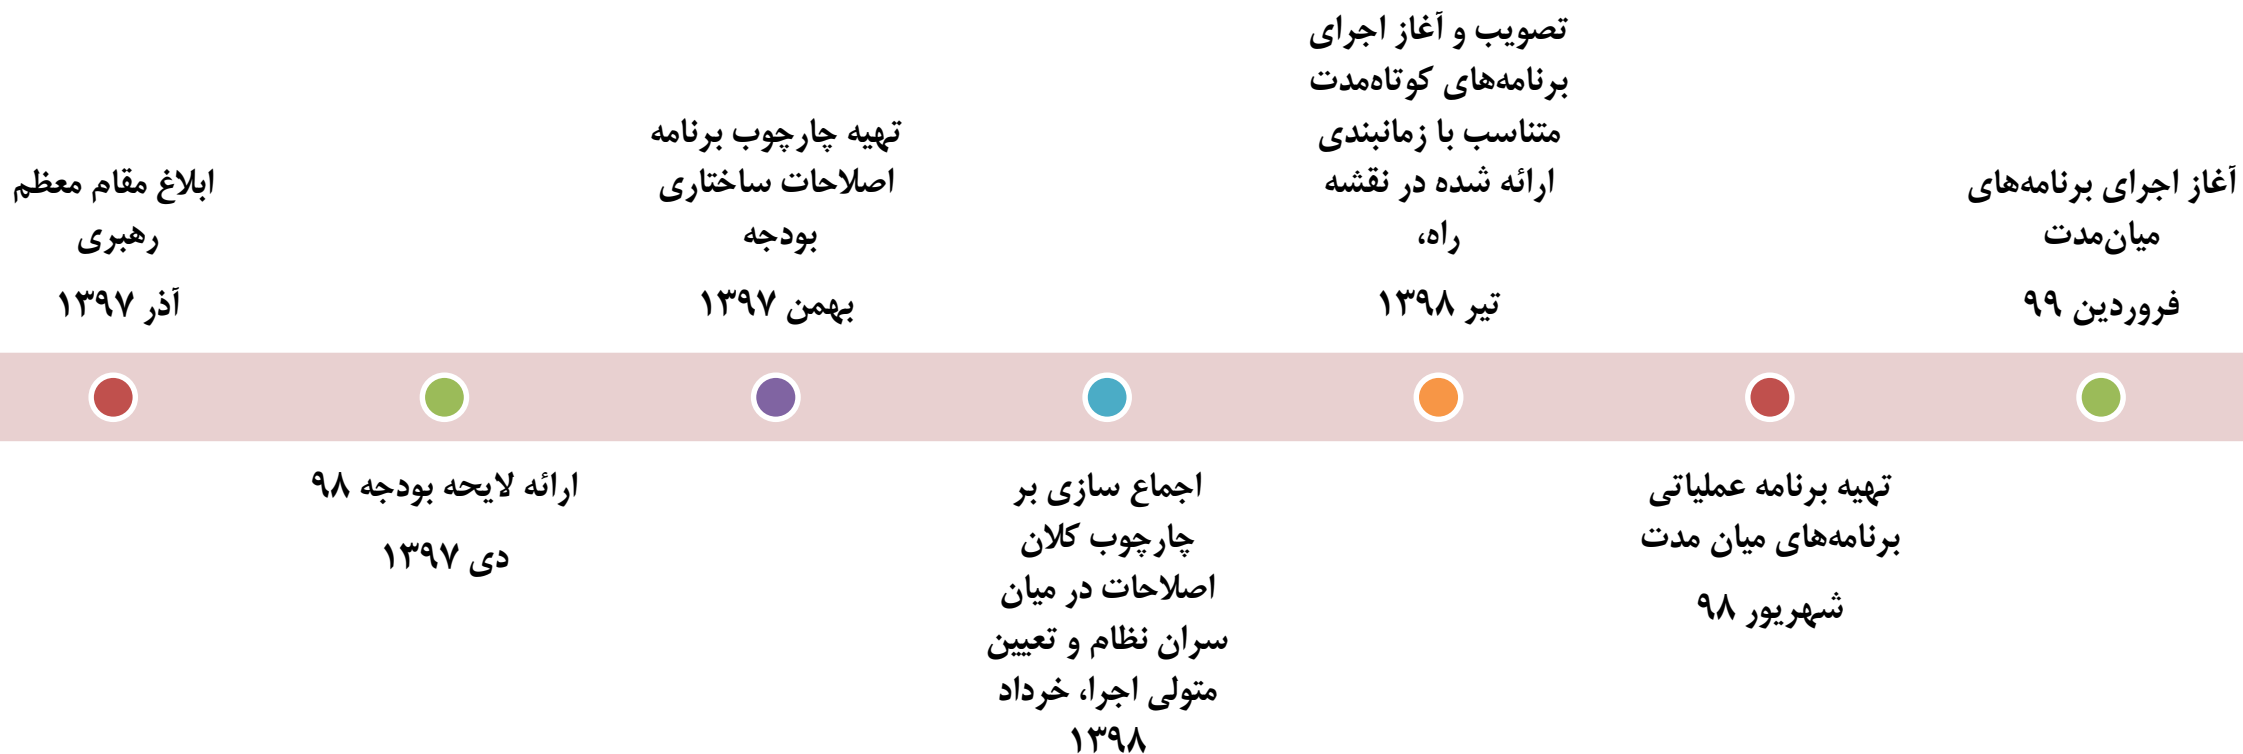 ابلاغ مقام معظم
رهبری
آذر ۱۳۹۷
ارائه لایحه بودجه ۹۸
دی ۱۳۹۷
تهیه چارچوب برنامه
اصلاحات ساختاری
بودجه
بهمن ۱۳۹۷
اجماع سازی بر
چارچوب کلان
اصلاحات در میان
سران نظام و تعیین
متولی اجرا، خرداد
۱۳۹۸
تصویب و آغاز اجرای
برنامه‌های کوتاه‌مدت
متناسب با زمانبندی
ارائه شده در نقشه
راه،
تیر ۱۳۹۸
تهیه برنامه عملیاتی
برنامه‌های میان مدت
شهریور ۹۸
آغاز اجرای برنامه‌های
میان‌مدت
فروردین ۹۹